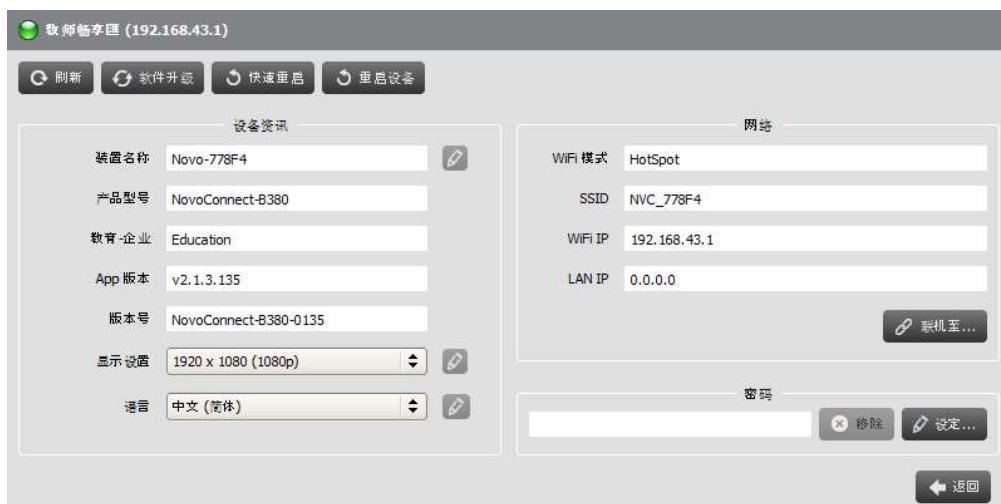 教师畅享匯 (192.168.43.1)
刷新 软件升级 快速重启 重启设备
设备资讯
装置名称 Novo-778F4
产品型号 NovoConnect-B380
教育-企业 Education
App 版本 v2.1.3.135
版本号 NovoConnect-B380-0135
显示设置 1920 x 1080 (1080p)
语言 中文 (简体)
网络
WiFi 模式 HotSpot
SSID NVC_778F4
WiFi IP 192.168.43.1
LAN IP 0.0.0.0
联机至...
密码
移除 设定...
返回